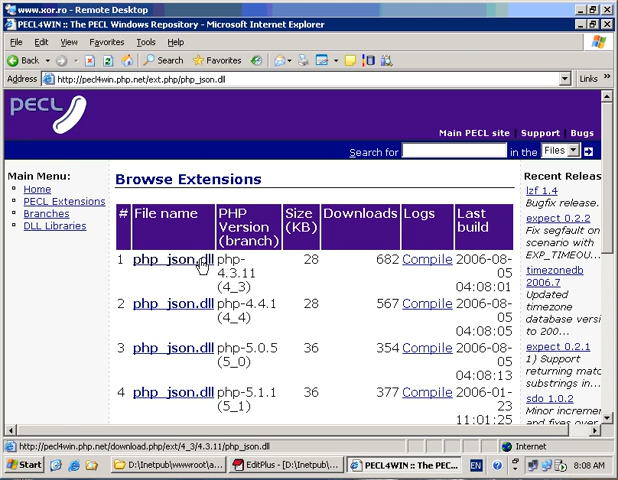 www.xor.ro - Remote Desktop
PECL4WIN :: The PECL Windows Repository - Microsoft Internet Explorer
File Edit View Favorites Tools Help
Back Search Favorites
Address http://pecl4win.php.net/ext.php/php_json.dll Links »
PECL
Main PECL site | Support | Bugs
Search for in the Files
Main Menu:
Home
PECL Extensions
Branches
DLL Libraries
Browse Extensions
# File name PHP Version (branch) Size (KB) Downloads Logs Last build
1 php_json.dll php-4.3.11 (4_3) 28 682 Compile 2006-08-05 04:08:01
2 php_json.dll php-4.4.1 (4_4) 28 567 Compile 2006-08-05 04:08:05
3 php_json.dll php-5.0.5 (5_0) 36 354 Compile 2006-08-05 04:08:13
4 php_json.dll php-5.1.1 (5_1) 36 377 Compile 2006-01-23 11:01:25
Recent Releas
lzf 1.4
Bugfix release.
expect 0.2.2
Fix segfault on
scenario with
EXP_TIMEOU...
timezonedb
2006.7
Updated
timezone
database versi
to 200...
expect 0.2.1
1) Support
returning matc
substrings in...
sdo 1.0.2
Minor incremen
and fixes over
http://pecl4win.php.net/download.php/ext/4_3/4.3.11/php_json.dll Internet
Start » D:\Inetpub\wwwroot\a... EditPlus - [D:\Inetpub\... PECL4WIN :: The PEC... EN 8:08 AM